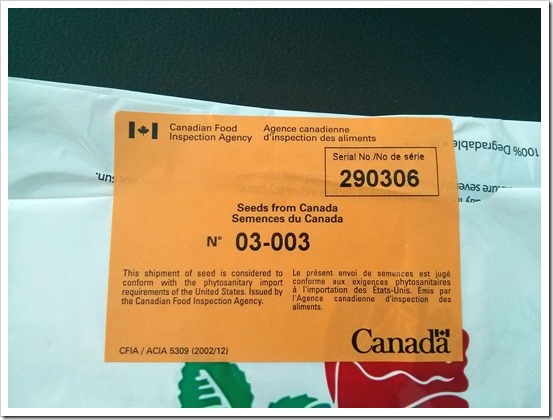 Canadian Food
Inspection Agency
Agence canadienne
d'inspection des aliments
Serial No./No de série
290306
Seeds from Canada
Semences du Canada
N° 03-003
This shipment of seed is considered to
conform with the phytosanitary import
requirements of the United States. Issued by
the Canadian Food Inspection Agency.
Le présent envoi de semences est jugé
conforme aux exigences phytosanitaires
à l'importation des États-Unis. Émis par
l'Agence canadienne d'inspection des
aliments.
CFIA / ACIA 5309 (2002/12)
Canada
100% Degradable
sun.